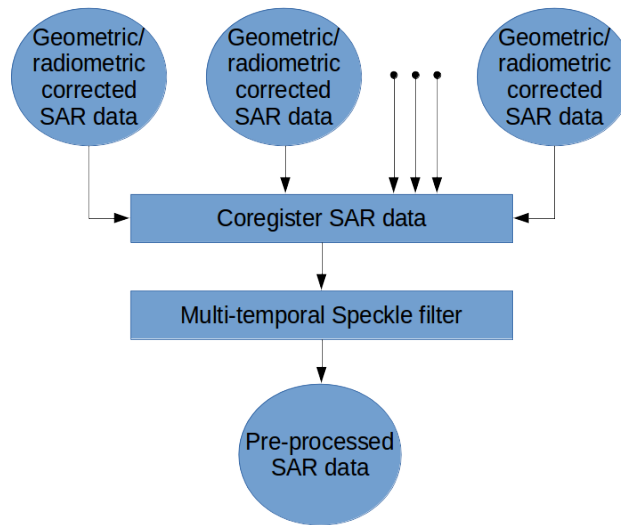 Geometric/
radiometric
corrected
SAR data
Geometric/
radiometric
corrected
SAR data
Geometric/
radiometric
corrected
SAR data
Coregister SAR data
Multi-temporal Speckle filter
Pre-processed
SAR data